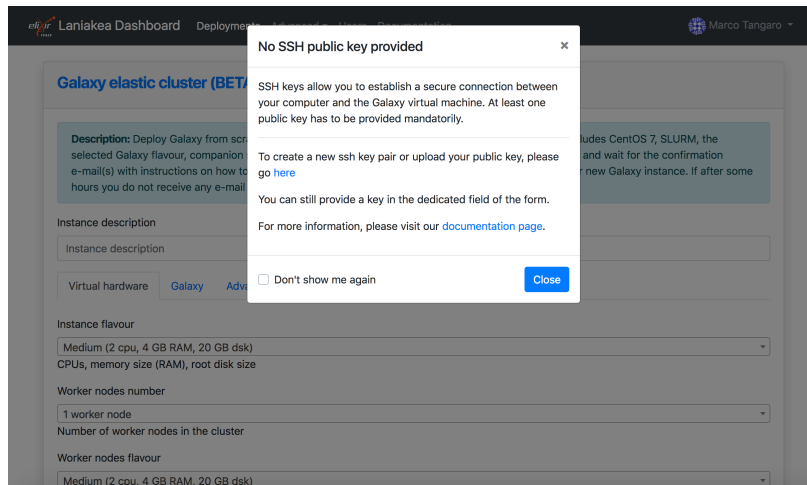 elixir Laniakea Dashboard Deployments Advanced Users Documentation Marco Tangaro
No SSH public key provided ×
Galaxy elastic cluster (BETA
SSH keys allow you to establish a secure connection between
your computer and the Galaxy virtual machine. At least one
public key has to be provided mandatorily.
Description: Deploy Galaxy from scra ludes CentOS 7, SLURM, the
selected Galaxy flavour, companion and wait for the confirmation
e-mail(s) with instructions on how to r new Galaxy instance. If after some
hours you do not receive any e-mail
To create a new ssh key pair or upload your public key, please
go here
You can still provide a key in the dedicated field of the form.
For more information, please visit our documentation page.
Instance description
Instance description
Virtual hardware Galaxy Adva
Don't show me again Close
Instance flavour
Medium (2 cpu, 4 GB RAM, 20 GB dsk)
CPUs, memory size (RAM), root disk size
Worker nodes number
1 worker node
Number of worker nodes in the cluster
Worker nodes flavour
Medium (2 cpu, 4 GB RAM, 20 GB dsk)